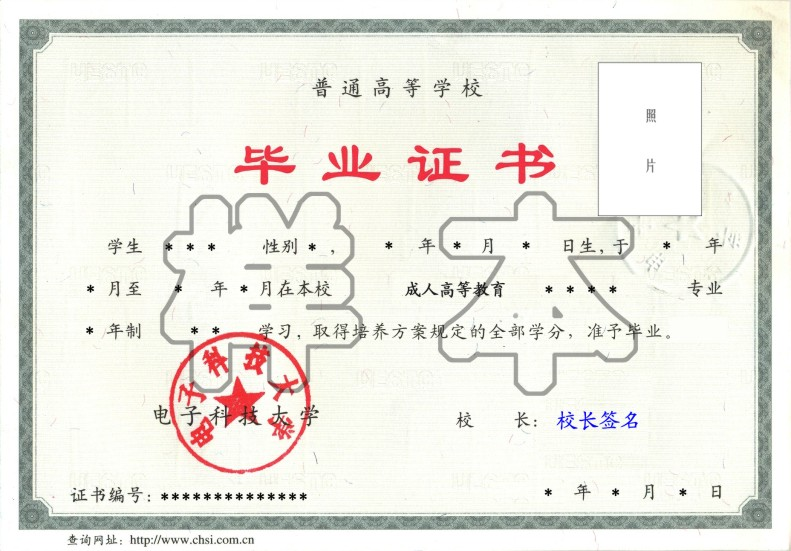 普通高等学校
照
片
毕业证书
学生 *** 性别 *， * 年 * 月 * 日生，于 * 年
* 月至 * 年 * 月在本校 成人高等教育 **** 专业
* 年制 ** 学习，取得培养方案规定的全部学分，准予毕业。
样本
电子科技大学
电子科技大学
校 长： 校长签名
证书编号：**************
* 年 * 月 * 日
查询网址：http://www.chsi.com.cn